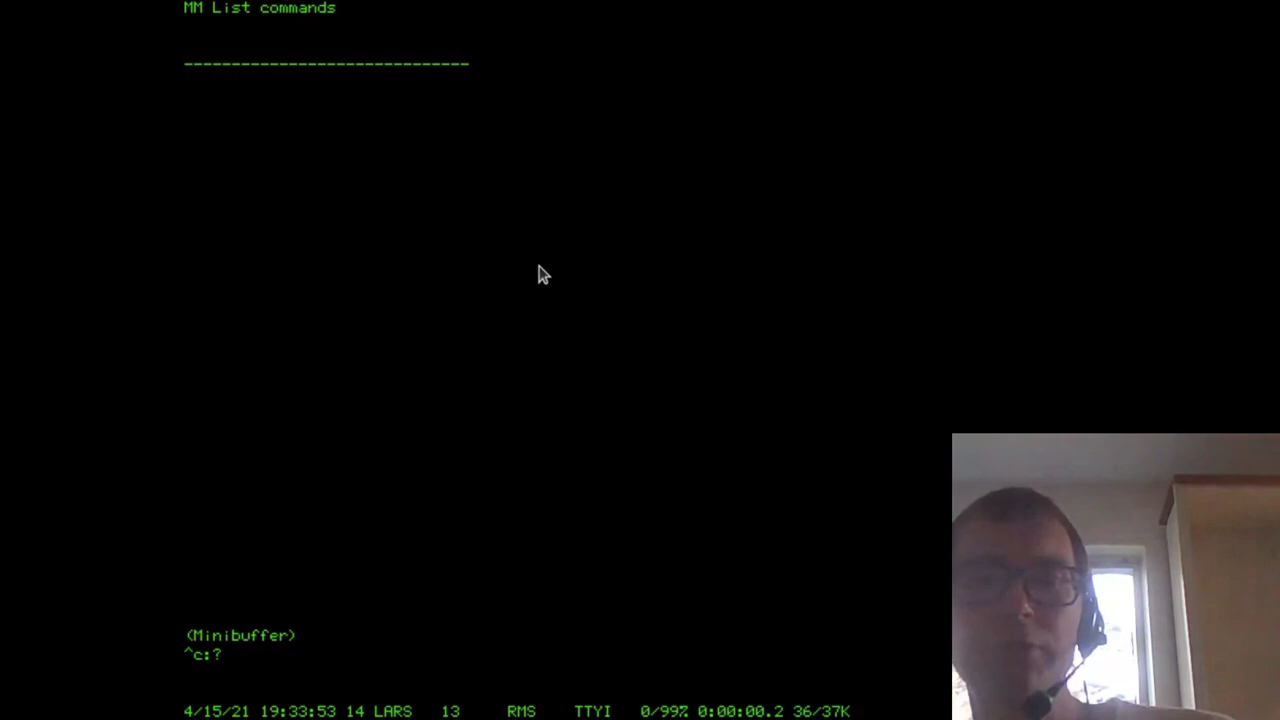 MM List commands
------------------------------
(Minibuffer)
^c:?
4/15/21 19:33:53 14 LARS   13     RMS    TTYI   0/99% 0:00:00.2 36/37K